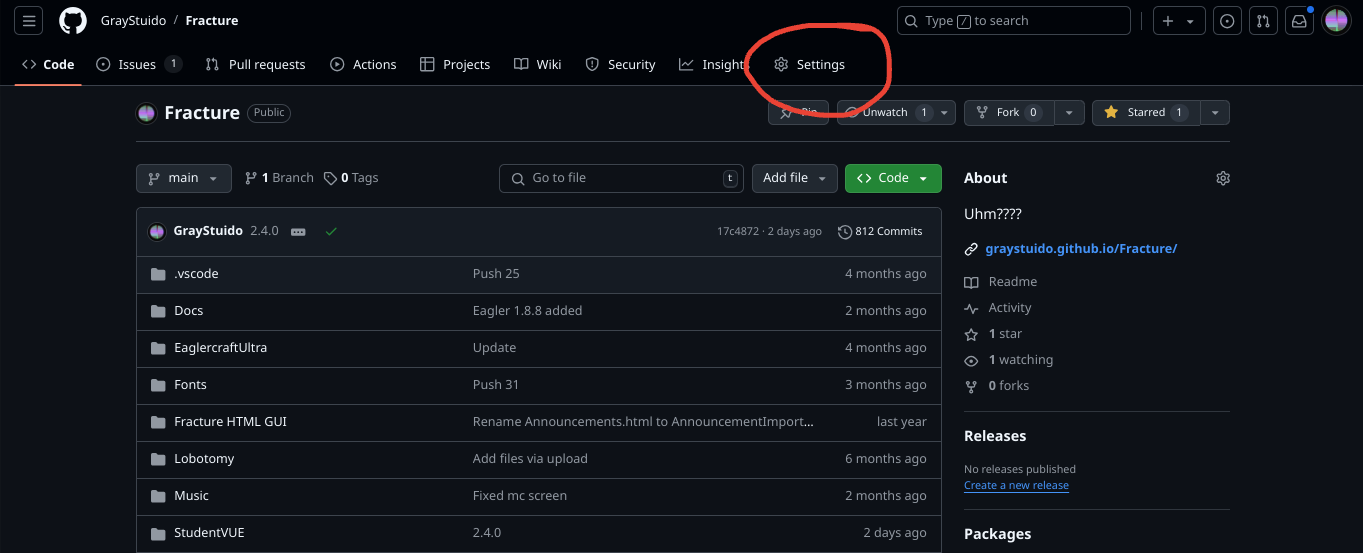 GrayStuido / Fracture
Type / to search
Code Issues 1 Pull requests Actions Projects Wiki Security Insights Settings
Fracture Public
Pin Unwatch 1 Fork 0 Starred 1
main 1 Branch 0 Tags Go to file t Add file Code
GrayStuido 2.4.0 17c4872 · 2 days ago 812 Commits
.vscode Push 25 4 months ago
Docs Eagler 1.8.8 added 2 months ago
EaglercraftUltra Update 4 months ago
Fonts Push 31 3 months ago
Fracture HTML GUI Rename Announcements.html to AnnouncementImport... last year
Lobotomy Add files via upload 6 months ago
Music Fixed mc screen 2 months ago
StudentVUE 2.4.0 2 days ago
About
Uhm????
graystuido.github.io/Fracture/
Readme
Activity
1 star
1 watching
0 forks
Releases
No releases published
Create a new release
Packages